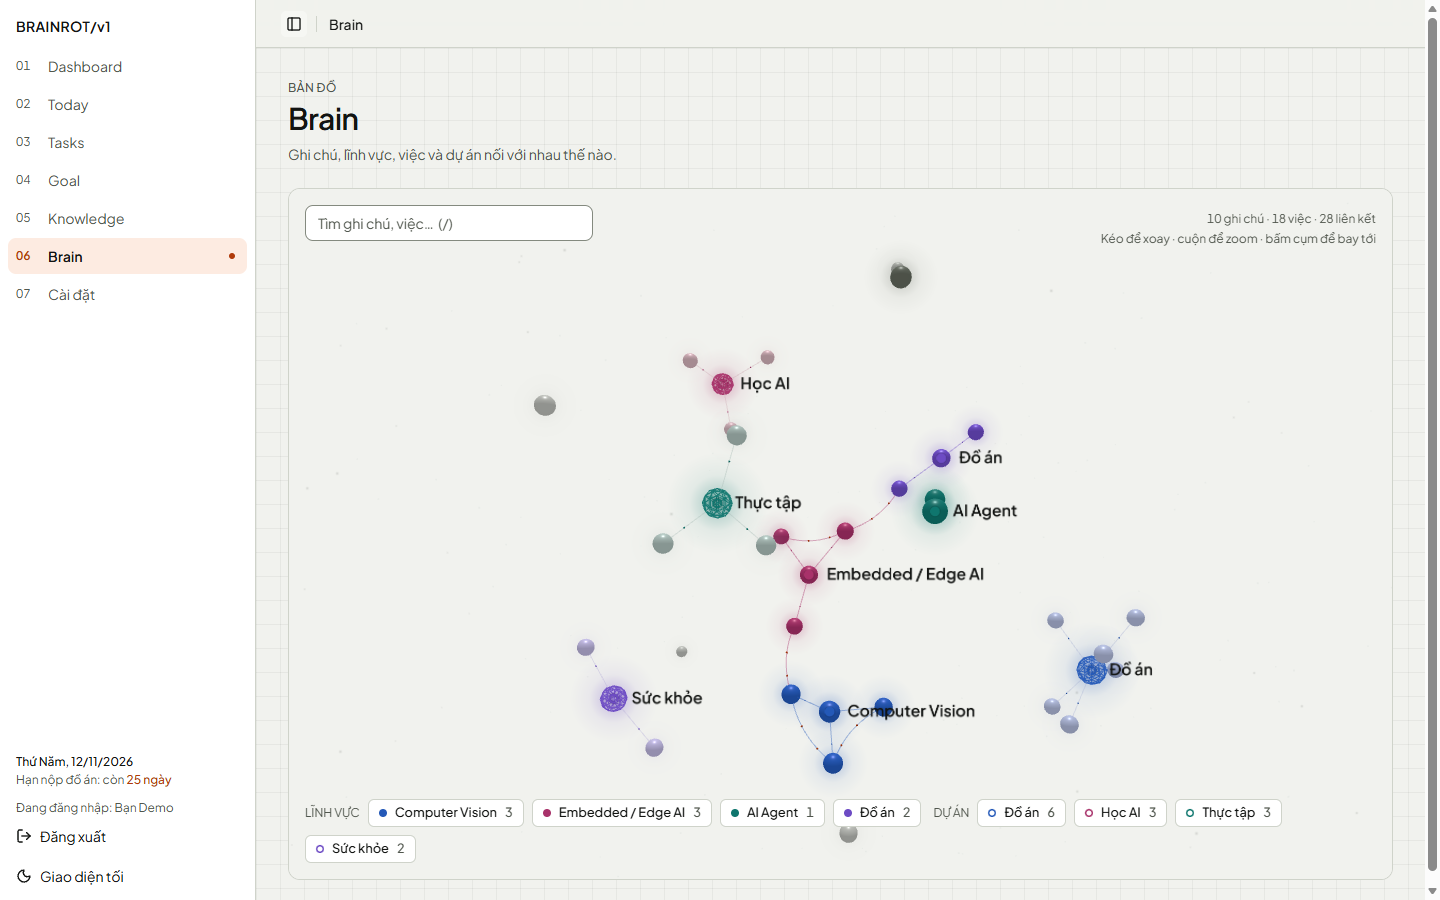 BRAINROT/v1
01 Dashboard
02 Today
03 Tasks
04 Goal
05 Knowledge
06 Brain
07 Cài đặt
Thứ Năm, 12/11/2026
Hạn nộp đồ án: còn 25 ngày
Đang đăng nhập: Bạn Demo
Đăng xuất
Giao diện tối
Brain
BẢN ĐỒ
Brain
Ghi chú, lĩnh vực, việc và dự án nối với nhau thế nào.
Tìm ghi chú, việc… (/)
10 ghi chú · 18 việc · 28 liên kết
Kéo để xoay · cuộn để zoom · bấm cụm để bay tới
Học AI
Đồ án
Thực tập
AI Agent
Embedded / Edge AI
Đồ án
Sức khỏe
Computer Vision
LĨNH VỰC Computer Vision 3 Embedded / Edge AI 3 AI Agent 1 Đồ án 2 DỰ ÁN Đồ án 6 Học AI 3 Thực tập 3
Sức khỏe 2